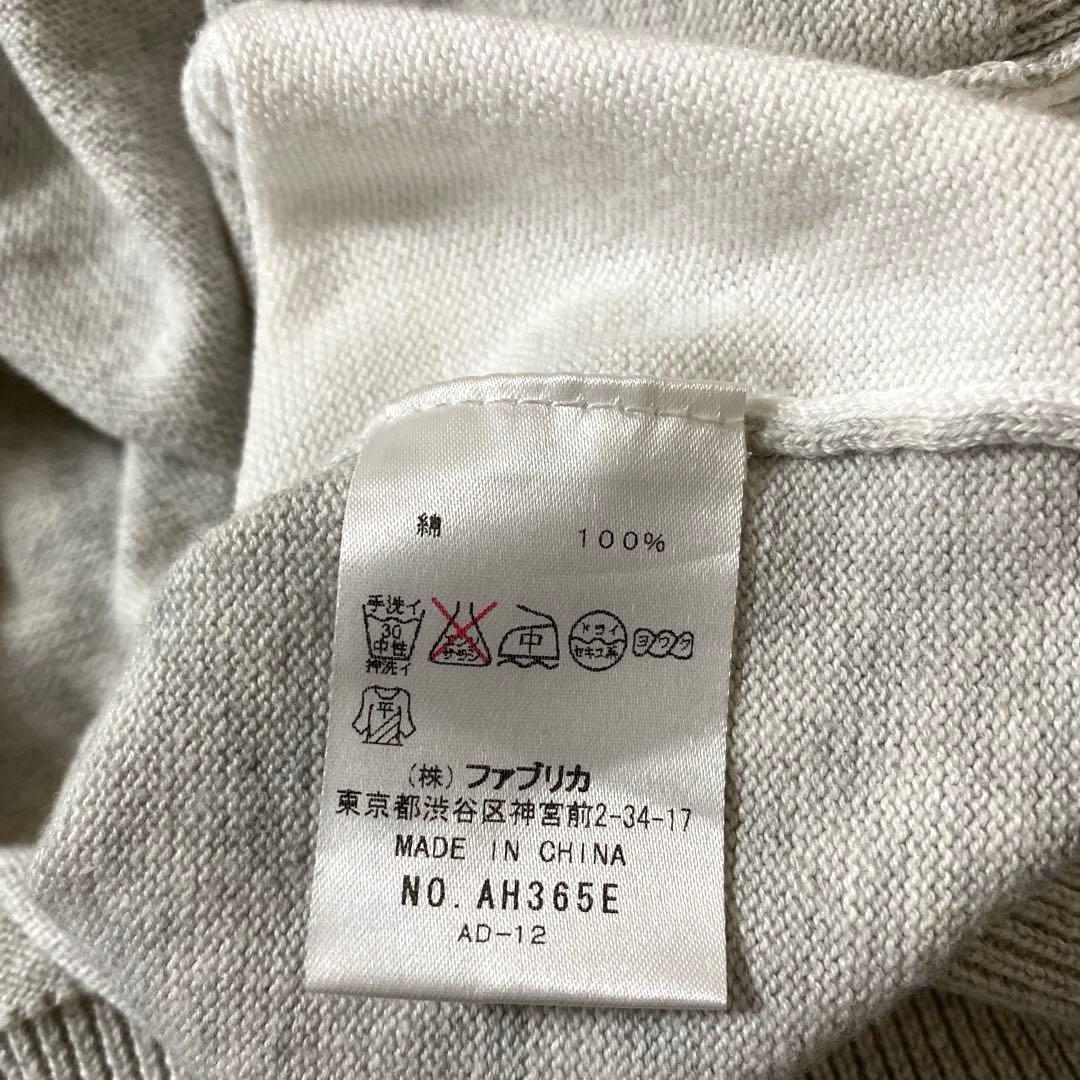 綿 100%
手洗イ
30
中性
押洗イ
エンソ
サラシ
中
ドライ
セキユ系
ヨワク
平
(株)ファブリカ
東京都渋谷区神宮前2-34-17
MADE IN CHINA
NO. AH365E
AD-12